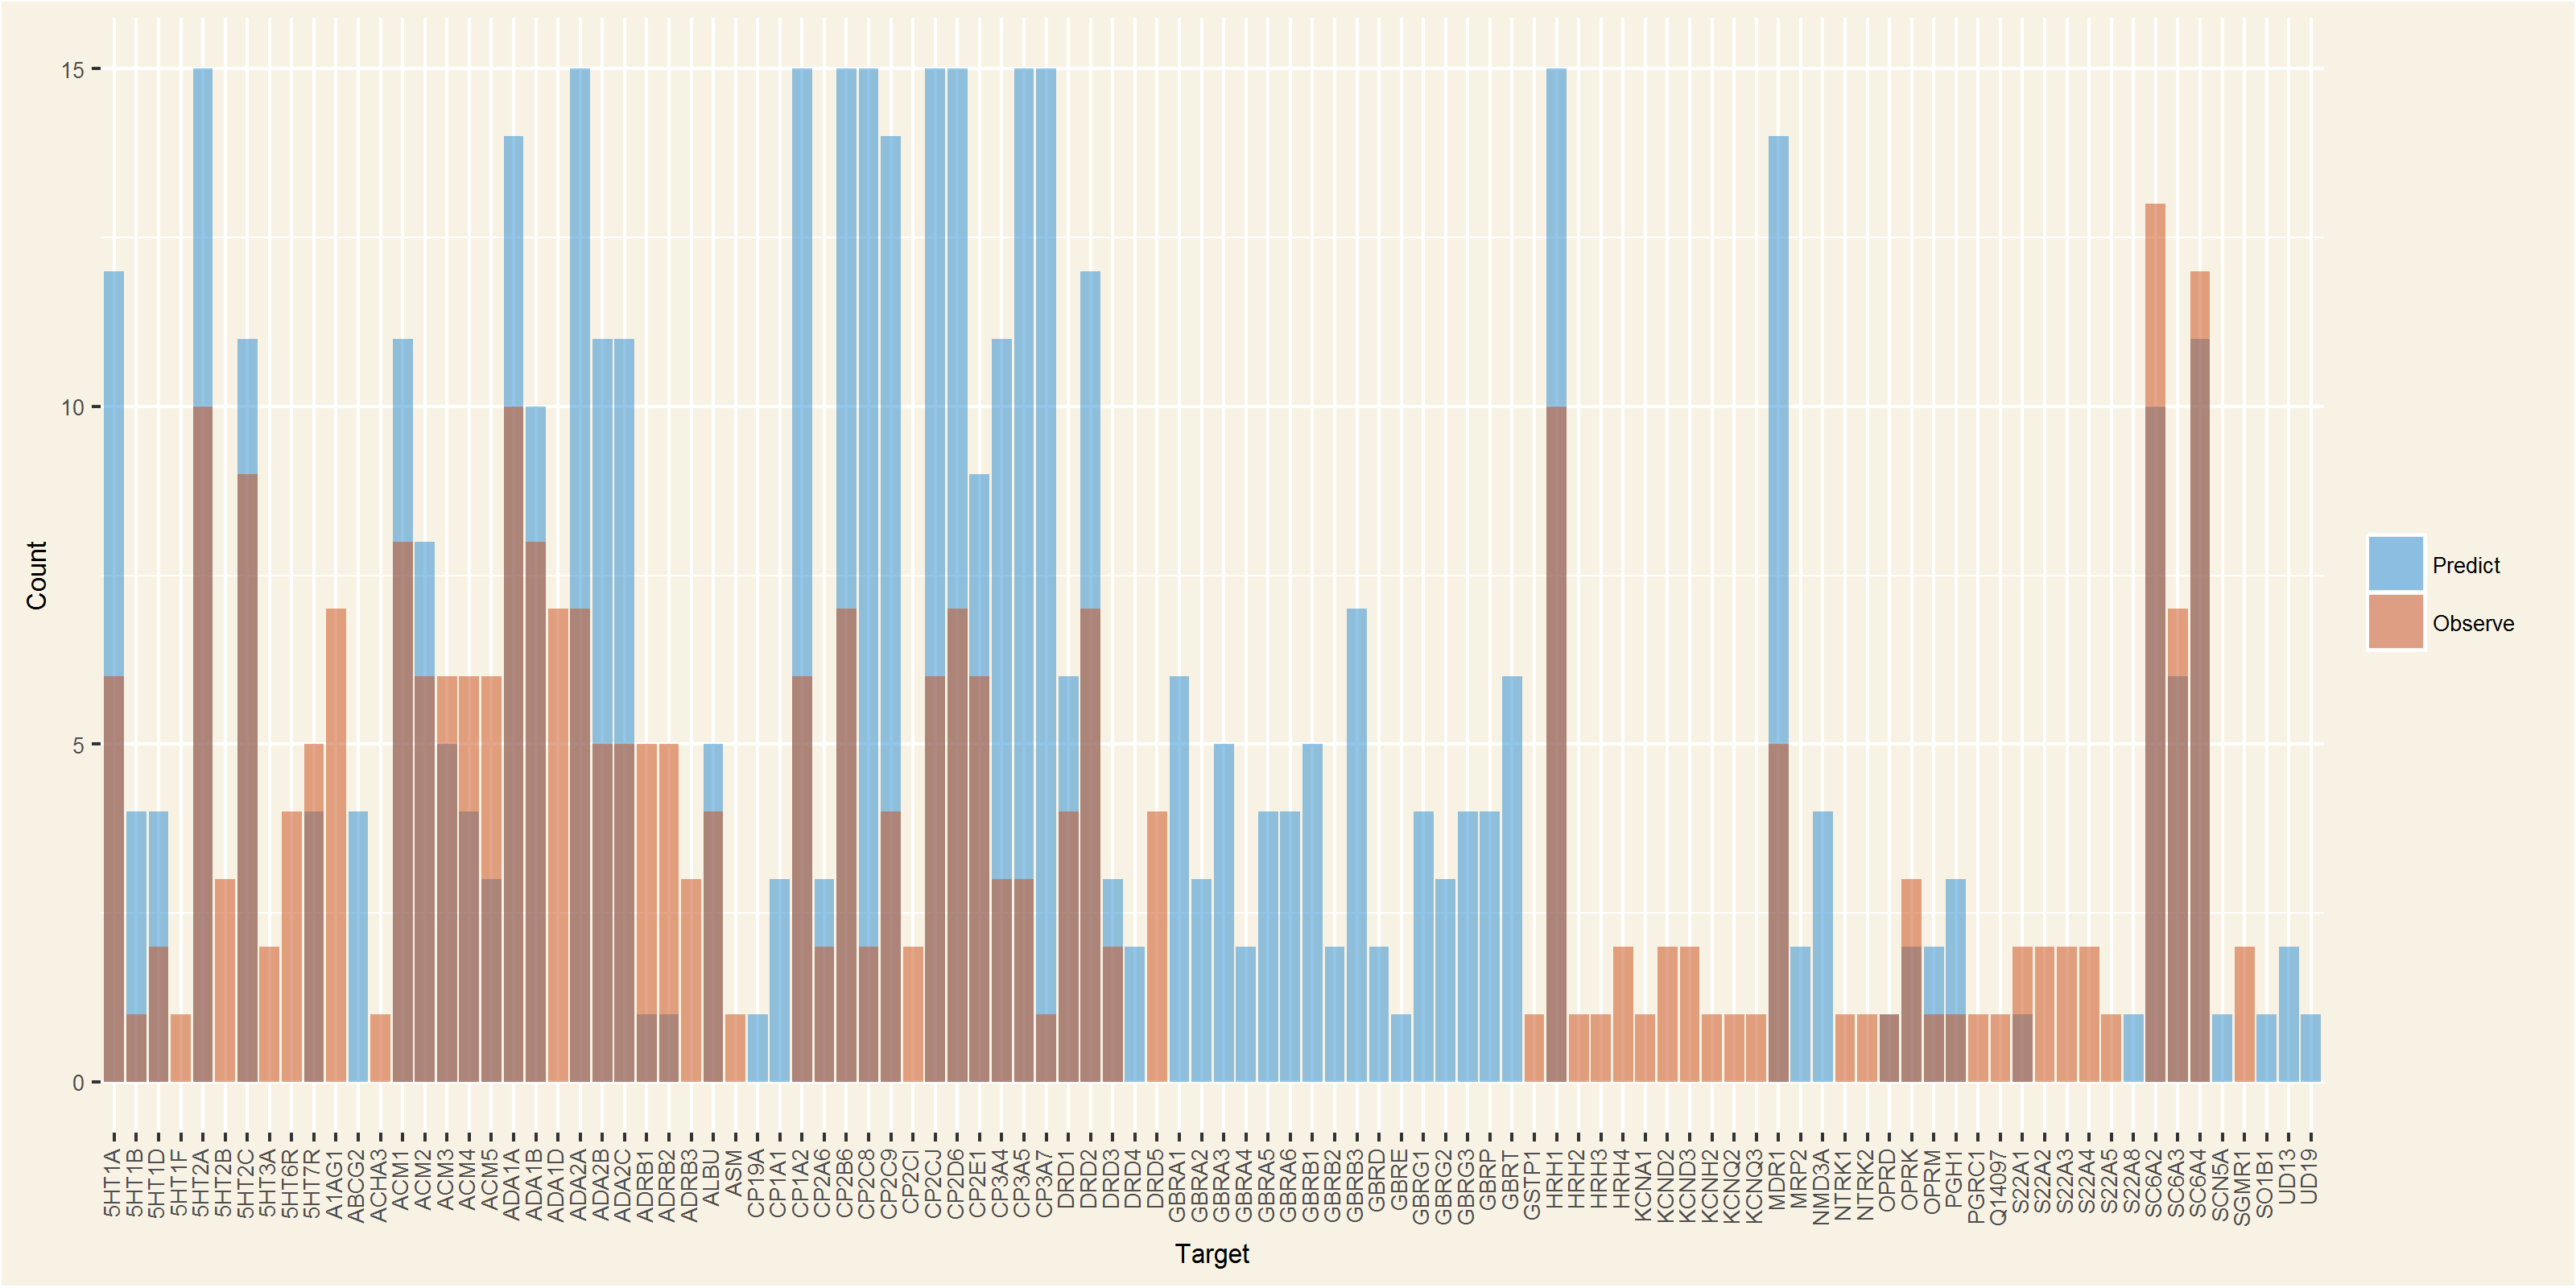 15
10
5
0
Count
5HT1A
5HT1B
5HT1D
5HT1F
5HT2A
5HT2B
5HT2C
5HT3A
5HT6R
5HT7R
A1AG1
ABCG2
ACHA3
ACM1
ACM2
ACM3
ACM4
ACM5
ADA1A
ADA1B
ADA1D
ADA2A
ADA2B
ADA2C
ADRB1
ADRB2
ADRB3
ALBU
ASM
CP19A
CP1A1
CP1A2
CP2A6
CP2B6
CP2C8
CP2C9
CP2CI
CP2CJ
CP2D6
CP2E1
CP3A4
CP3A5
CP3A7
DRD1
DRD2
DRD3
DRD4
DRD5
GBRA1
GBRA2
GBRA3
GBRA4
GBRA5
GBRA6
GBRB1
GBRB2
GBRB3
GBRD
GBRE
GBRG1
GBRG2
GBRG3
GBRP
GBRT
GSTP1
HRH1
HRH2
HRH3
HRH4
KCNA1
KCND2
KCND3
KCNH2
KCNQ2
KCNQ3
MDR1
MRP2
NMD3A
NTRK1
NTRK2
OPRD
OPRK
OPRM
PGH1
PGRC1
Q14097
S22A1
S22A2
S22A3
S22A4
S22A5
S22A8
SC6A2
SC6A3
SC6A4
SCN5A
SGMR1
SO1B1
UD13
UD19
Target
Predict
Observe